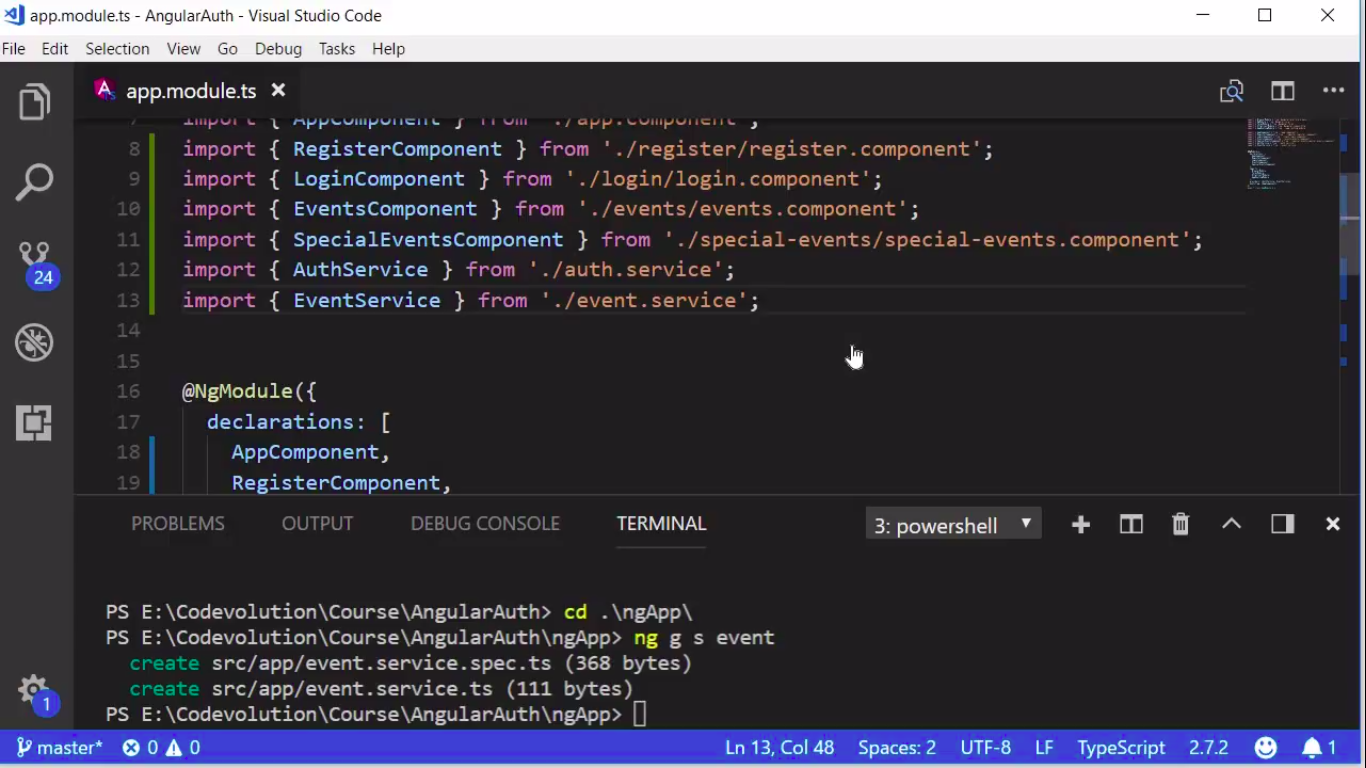 app.module.ts - AngularAuth - Visual Studio Code
File Edit Selection View Go Debug Tasks Help
app.module.ts
7 import { AppComponent } from './app.component';
8 import { RegisterComponent } from './register/register.component';
9 import { LoginComponent } from './login/login.component';
10 import { EventsComponent } from './events/events.component';
11 import { SpecialEventsComponent } from './special-events/special-events.component';
12 import { AuthService } from './auth.service';
13 import { EventService } from './event.service';
14
15
16 @NgModule({
17 declarations: [
18 AppComponent,
19 RegisterComponent,
24
1
PROBLEMS OUTPUT DEBUG CONSOLE TERMINAL 3: powershell
PS E:\Codevolution\Course\AngularAuth> cd .\ngApp\
PS E:\Codevolution\Course\AngularAuth\ngApp> ng g s event
create src/app/event.service.spec.ts (368 bytes)
create src/app/event.service.ts (111 bytes)
PS E:\Codevolution\Course\AngularAuth\ngApp>
master* 0 0 Ln 13, Col 48 Spaces: 2 UTF-8 LF TypeScript 2.7.2 1